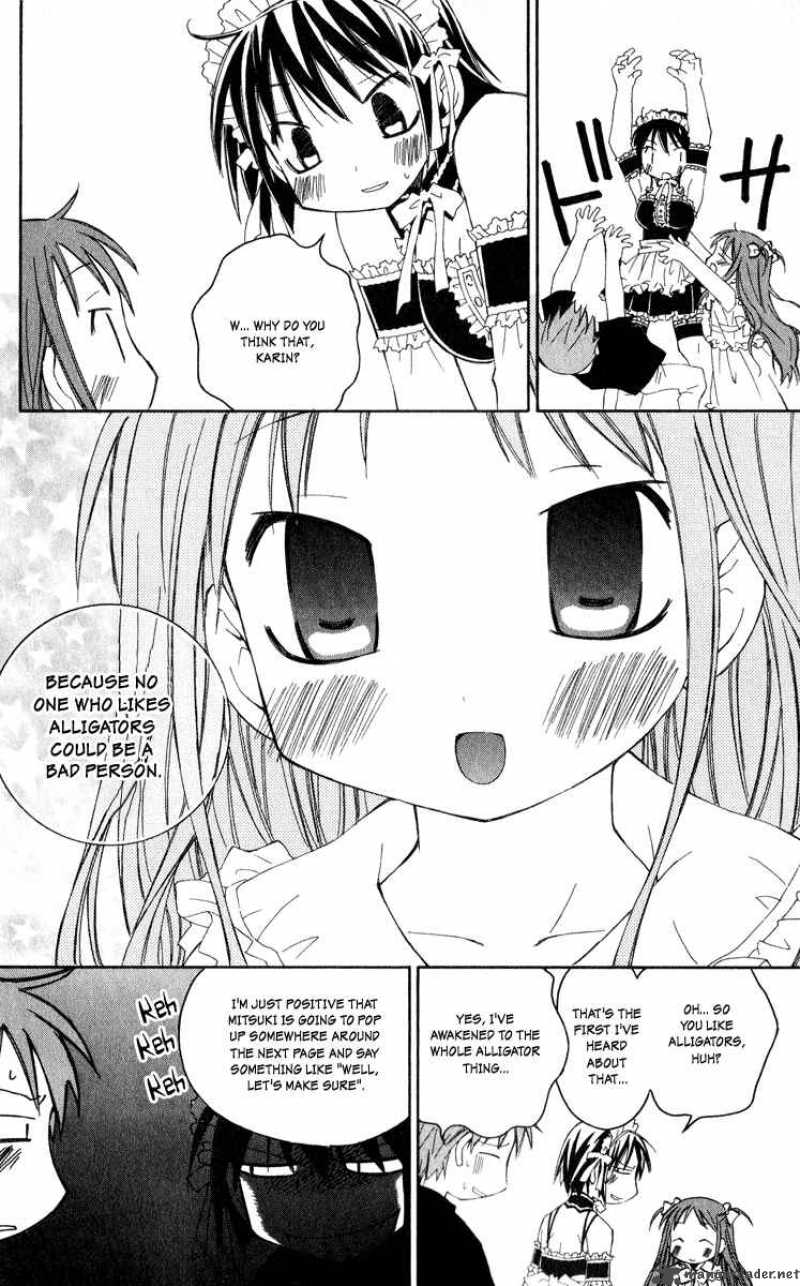 ドド
W... WHY DO YOU
THINK THAT,
KARIN?
BECAUSE NO
ONE WHO LIKES
ALLIGATORS
COULD BE A
BAD PERSON.
OH... SO
YOU LIKE
ALLIGATORS,
HUH?
THAT'S THE
FIRST I'VE
HEARD
ABOUT
THAT...
YES, I'VE
AWAKENED TO THE
WHOLE ALLIGATOR
THING...
I'M JUST POSITIVE THAT
MITSUKI IS GOING TO POP
UP SOMEWHERE AROUND
THE NEXT PAGE AND SAY
SOMETHING LIKE "WELL,
LET'S MAKE SURE".
Keh
Keh
Keh